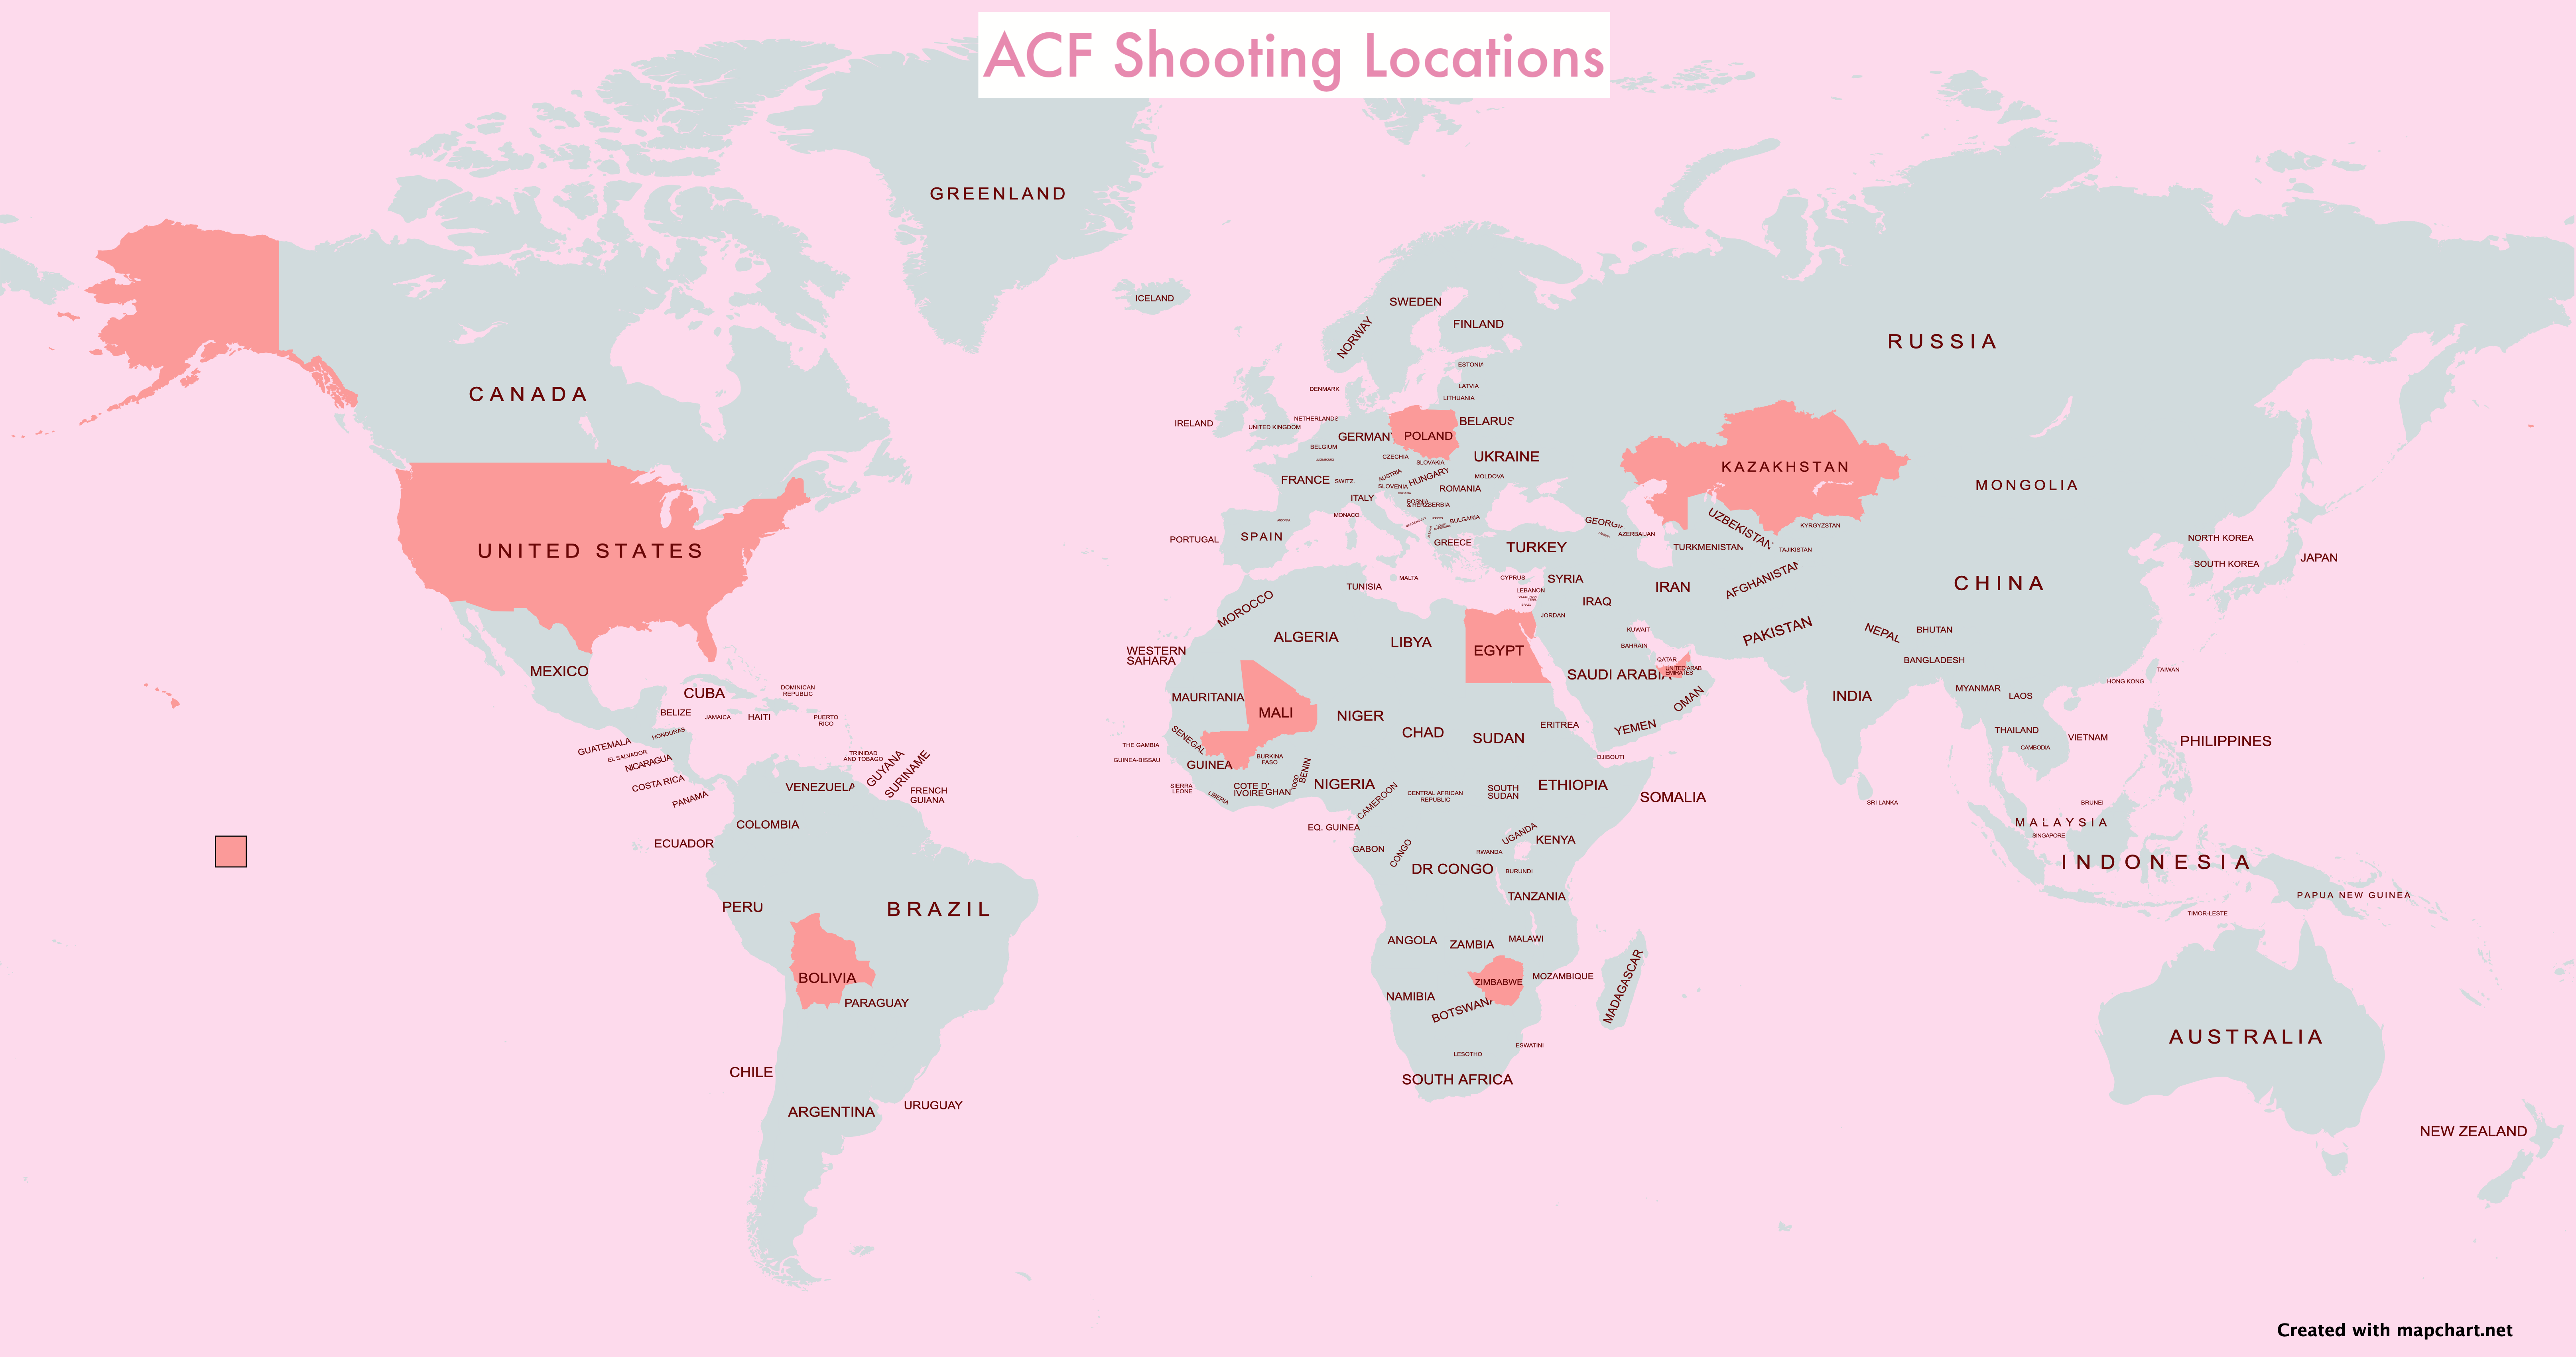 ACF Shooting Locations
GREENLAND
ICELAND
SWEDEN
FINLAND
NORWAY
RUSSIA
ESTONIA
LATVIA
LITHUANIA
DENMARK
CANADA
IRELAND
UNITED KINGDOM
NETHERLANDS
BELARUS
GERMANY
POLAND
BELGIUM
CZECHIA
SLOVAKIA
UKRAINE
KAZAKHSTAN
MONGOLIA
FRANCE
SWITZ.
AUSTRIA
HUNGARY
MOLDOVA
SLOVENIA
ROMANIA
ITALY
BOSNIA
& HERZ
SERBIA
MONACO
BULGARIA
GEORGIA
AZERBAIJAN
UZBEKISTAN
KYRGYZSTAN
PORTUGAL
SPAIN
GREECE
TURKEY
TURKMENISTAN
TAJIKISTAN
NORTH KOREA
SOUTH KOREA
JAPAN
UNITED STATES
TUNISIA
MALTA
CYPRUS
SYRIA
LEBANON
ISRAEL
IRAQ
IRAN
AFGHANISTAN
CHINA
MOROCCO
JORDAN
KUWAIT
PAKISTAN
NEPAL
BHUTAN
ALGERIA
LIBYA
EGYPT
BAHRAIN
QATAR
UNITED ARAB
EMIRATES
SAUDI ARABIA
OMAN
BANGLADESH
TAIWAN
HONG KONG
WESTERN
SAHARA
MEXICO
CUBA
DOMINICAN
REPUBLIC
BELIZE
JAMAICA
HAITI
PUERTO
RICO
HONDURAS
GUATEMALA
EL SALVADOR
NICARAGUA
COSTA RICA
PANAMA
TRINIDAD
AND TOBAGO
VENEZUELA
GUYANA
SURINAME
FRENCH
GUIANA
MAURITANIA
MALI
NIGER
CHAD
SUDAN
ERITREA
YEMEN
INDIA
MYANMAR
LAOS
THAILAND
CAMBODIA
VIETNAM
PHILIPPINES
THE GAMBIA
SENEGAL
GUINEA-BISSAU
GUINEA
BURKINA
FASO
BENIN
TOGO
DJIBOUTI
SIERRA
LEONE
LIBERIA
COTE D'
IVOIRE
GHAN
NIGERIA
CAMEROON
CENTRAL AFRICAN
REPUBLIC
SOUTH
SUDAN
ETHIOPIA
SOMALIA
SRI LANKA
BRUNEI
MALAYSIA
SINGAPORE
COLOMBIA
ECUADOR
EQ. GUINEA
GABON
CONGO
UGANDA
KENYA
RWANDA
DR CONGO
BURUNDI
INDONESIA
PAPUA NEW GUINEA
TIMOR-LESTE
PERU
BRAZIL
TANZANIA
ANGOLA
ZAMBIA
MALAWI
BOLIVIA
PARAGUAY
ZIMBABWE
MOZAMBIQUE
MADAGASCAR
NAMIBIA
BOTSWANA
ESWATINI
LESOTHO
SOUTH AFRICA
AUSTRALIA
CHILE
ARGENTINA
URUGUAY
NEW ZEALAND
Created with mapchart.net